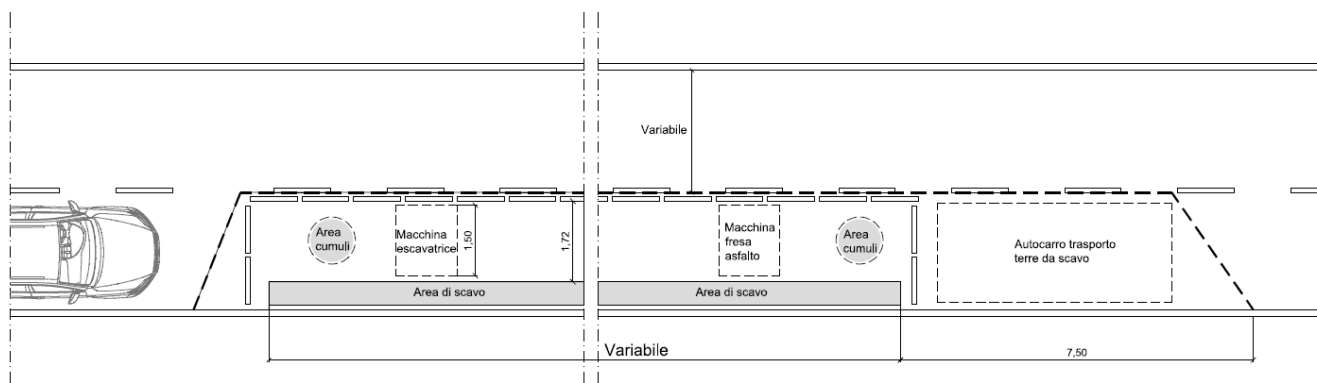 Variabile
Area
cumuli
Macchina
escavatrice
1,50
1,72
Macchina
fresa
asfalto
Area
cumuli
Autocarro trasporto
terre da scavo
Area di scavo
Area di scavo
Variabile
7,50